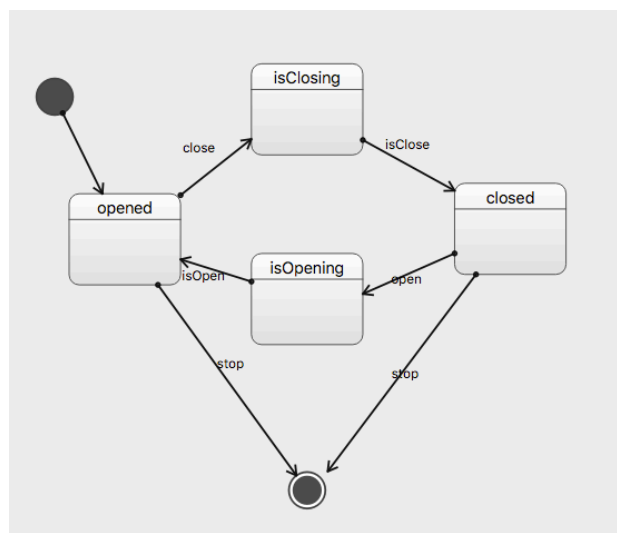 isClosing
close
isClose
opened
closed
isOpening
isOpen
open
stop
stop